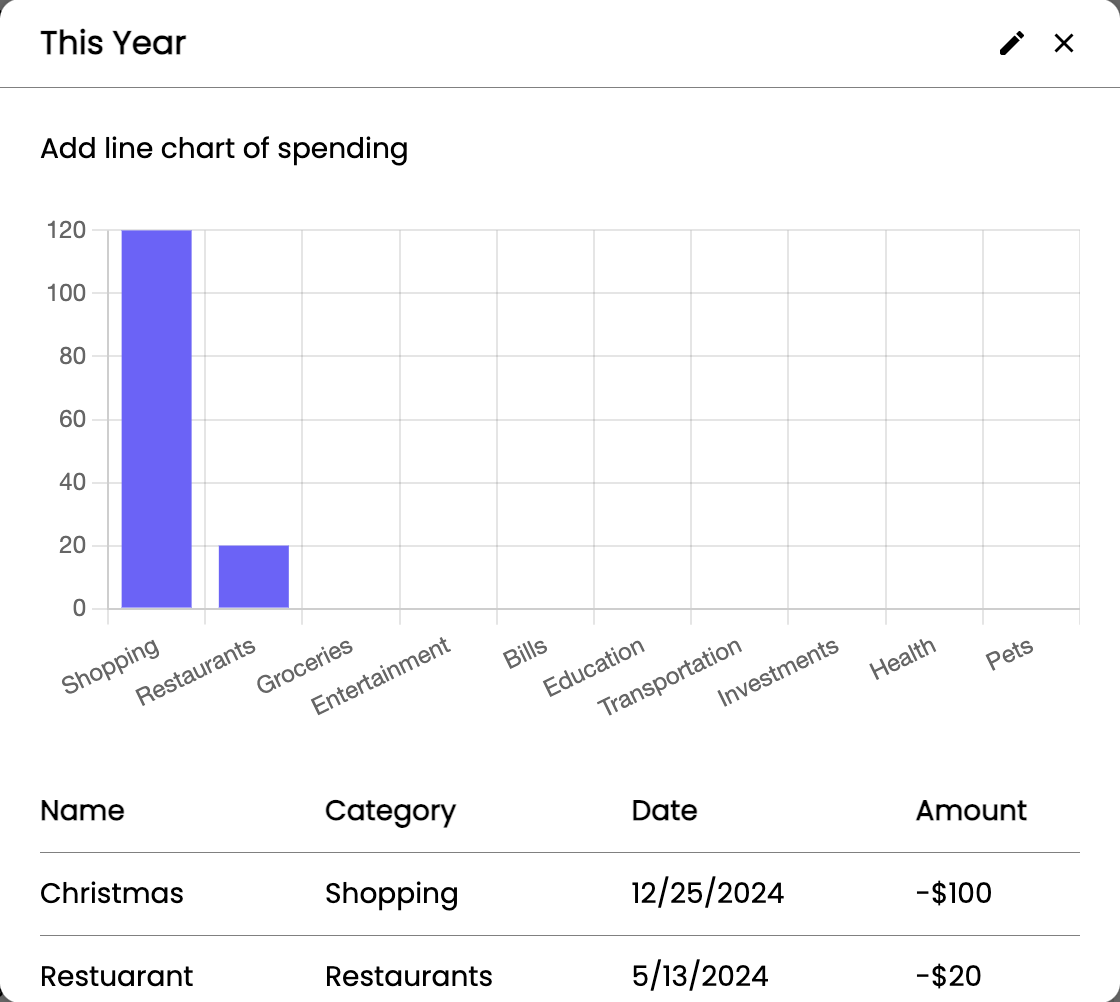 This Year
Add line chart of spending
120
100
80
60
40
20
0
Shopping Restaurants Groceries Entertainment Bills Education Transportation Investments Health Pets
Name Category Date Amount
Christmas Shopping 12/25/2024 -$100
Restuarant Restaurants 5/13/2024 -$20